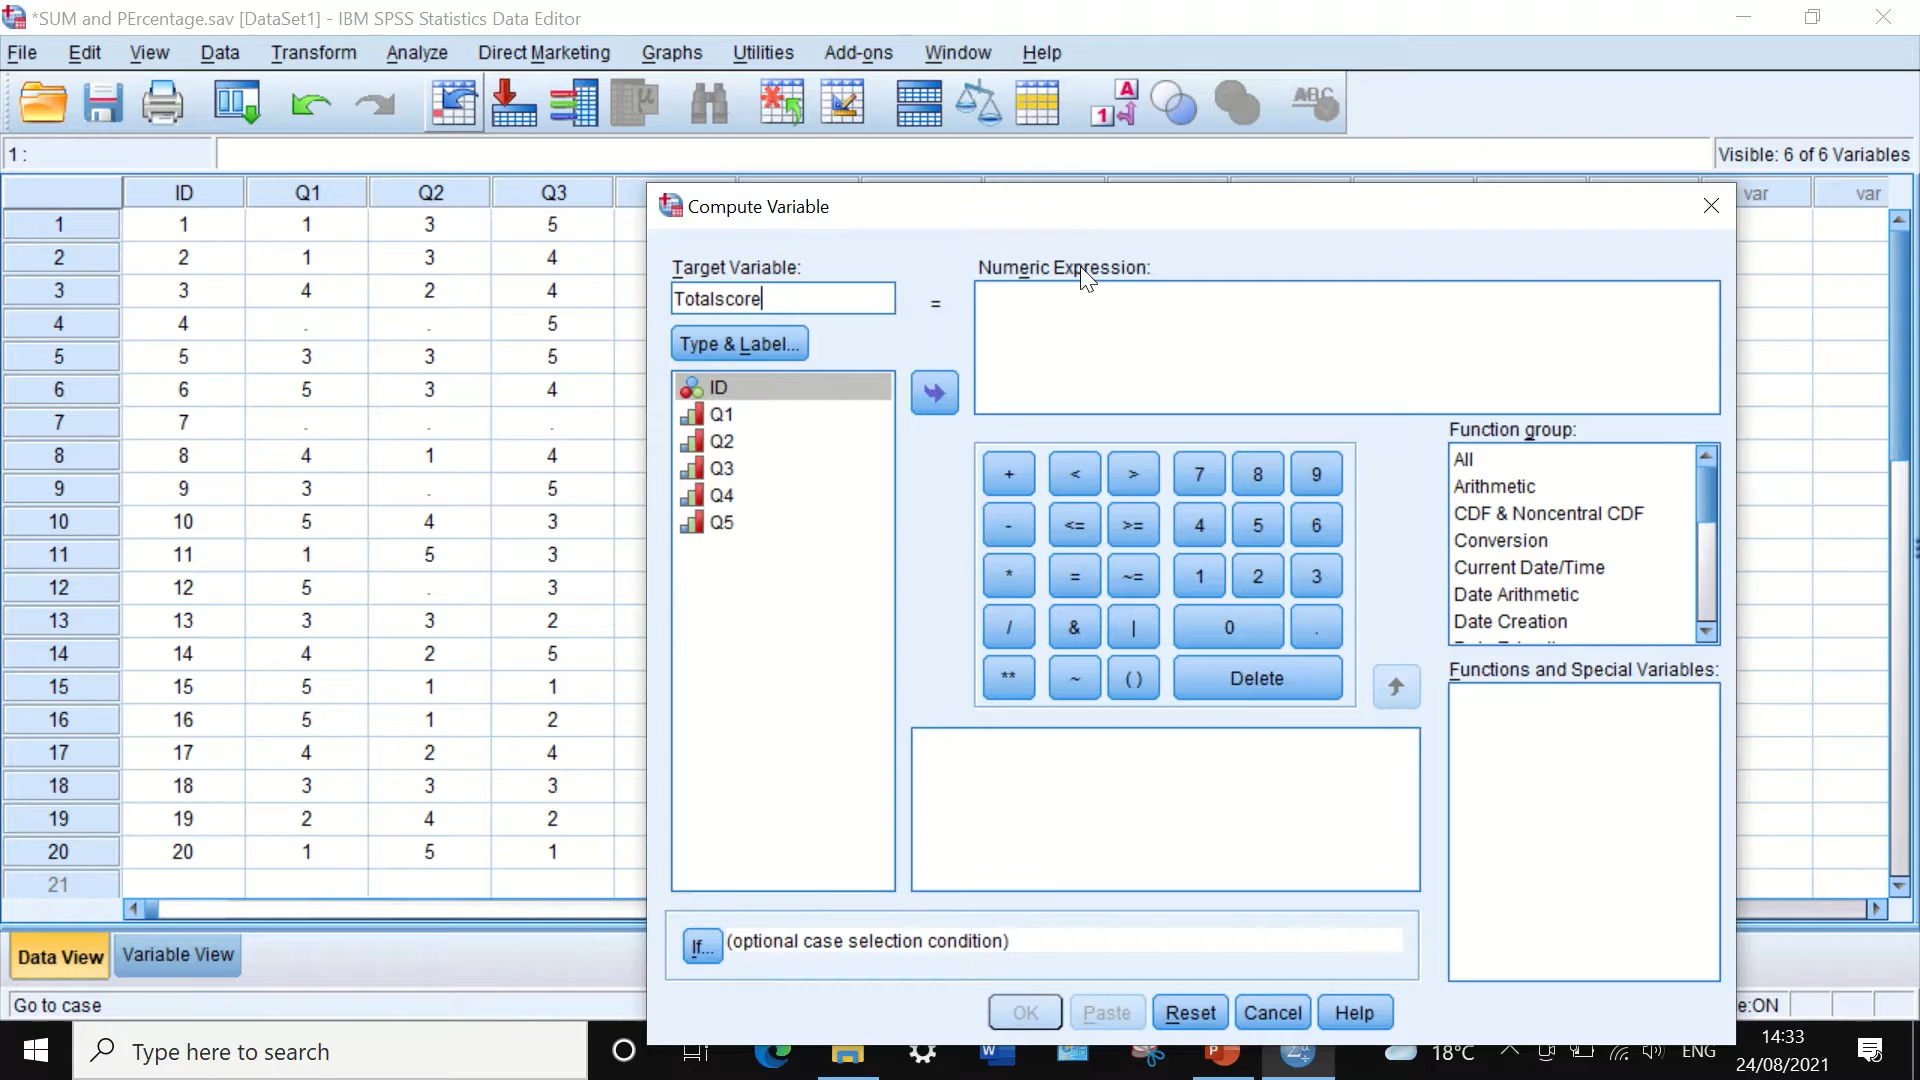 *SUM and PErcentage.sav [DataSet1] - IBM SPSS Statistics Data Editor
File Edit View Data Transform Analyze Direct Marketing Graphs Utilities Add-ons Window Help
1 :
Visible: 6 of 6 Variables
ID Q1 Q2 Q3 var var
1 1 1 3 5
2 2 1 3 4
3 3 4 2 4
4 4 . . 5
5 5 3 3 5
6 6 5 3 4
7 7 . . .
8 8 4 1 4
9 9 3 . 5
10 10 5 4 3
11 11 1 5 3
12 12 5 . 3
13 13 3 3 2
14 14 4 2 5
15 15 5 1 1
16 16 5 1 2
17 17 4 2 4
18 18 3 3 3
19 19 2 4 2
20 20 1 5 1
21
Compute Variable
Target Variable:
Totalscore
=
Numeric Expression:
Type & Label...
ID
Q1
Q2
Q3
Q4
Q5
+ < > 7 8 9
- <= >= 4 5 6
* = ~= 1 2 3
/ & | 0 .
** ~ ( ) Delete
Function group:
All
Arithmetic
CDF & Noncentral CDF
Conversion
Current Date/Time
Date Arithmetic
Date Creation
Functions and Special Variables:
If... (optional case selection condition)
OK Paste Reset Cancel Help
Data View Variable View
Go to case
e:ON
Type here to search
18°C
ENG
14:33
24/08/2021